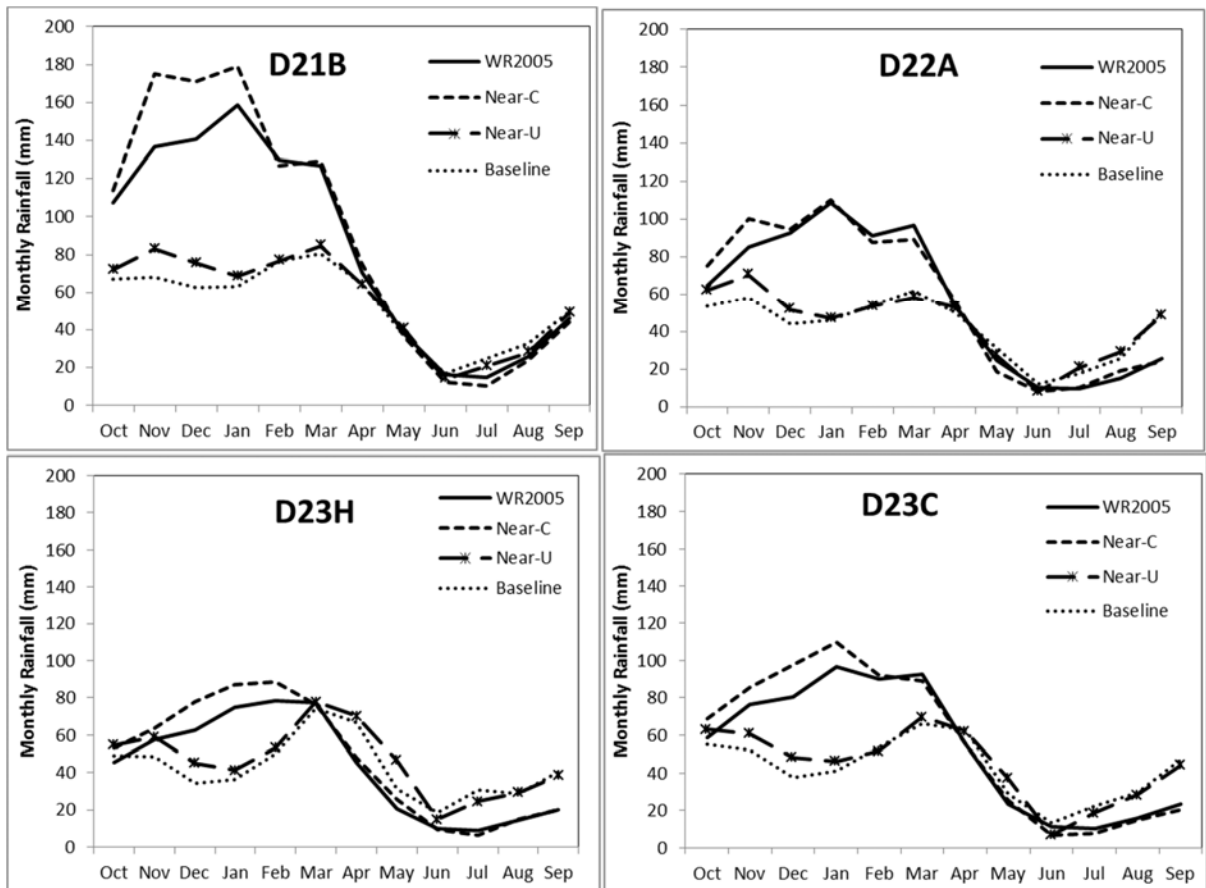 D21B
Monthly Rainfall (mm)
200
180
160
140
120
100
80
60
40
20
0
Oct Nov Dec Jan Feb Mar Apr May Jun Jul Aug Sep
WR2005
Near-C
Near-U
Baseline
D22A
Monthly Rainfall (mm)
200
180
160
140
120
100
80
60
40
20
0
Oct Nov Dec Jan Feb Mar Apr May Jun Jul Aug Sep
WR2005
Near-C
Near-U
Baseline
D23H
Monthly Rainfall (mm)
200
180
160
140
120
100
80
60
40
20
0
Oct Nov Dec Jan Feb Mar Apr May Jun Jul Aug Sep
WR2005
Near-C
Near-U
Baseline
D23C
Monthly Rainfall (mm)
200
180
160
140
120
100
80
60
40
20
0
Oct Nov Dec Jan Feb Mar Apr May Jun Jul Aug Sep
WR2005
Near-C
Near-U
Baseline